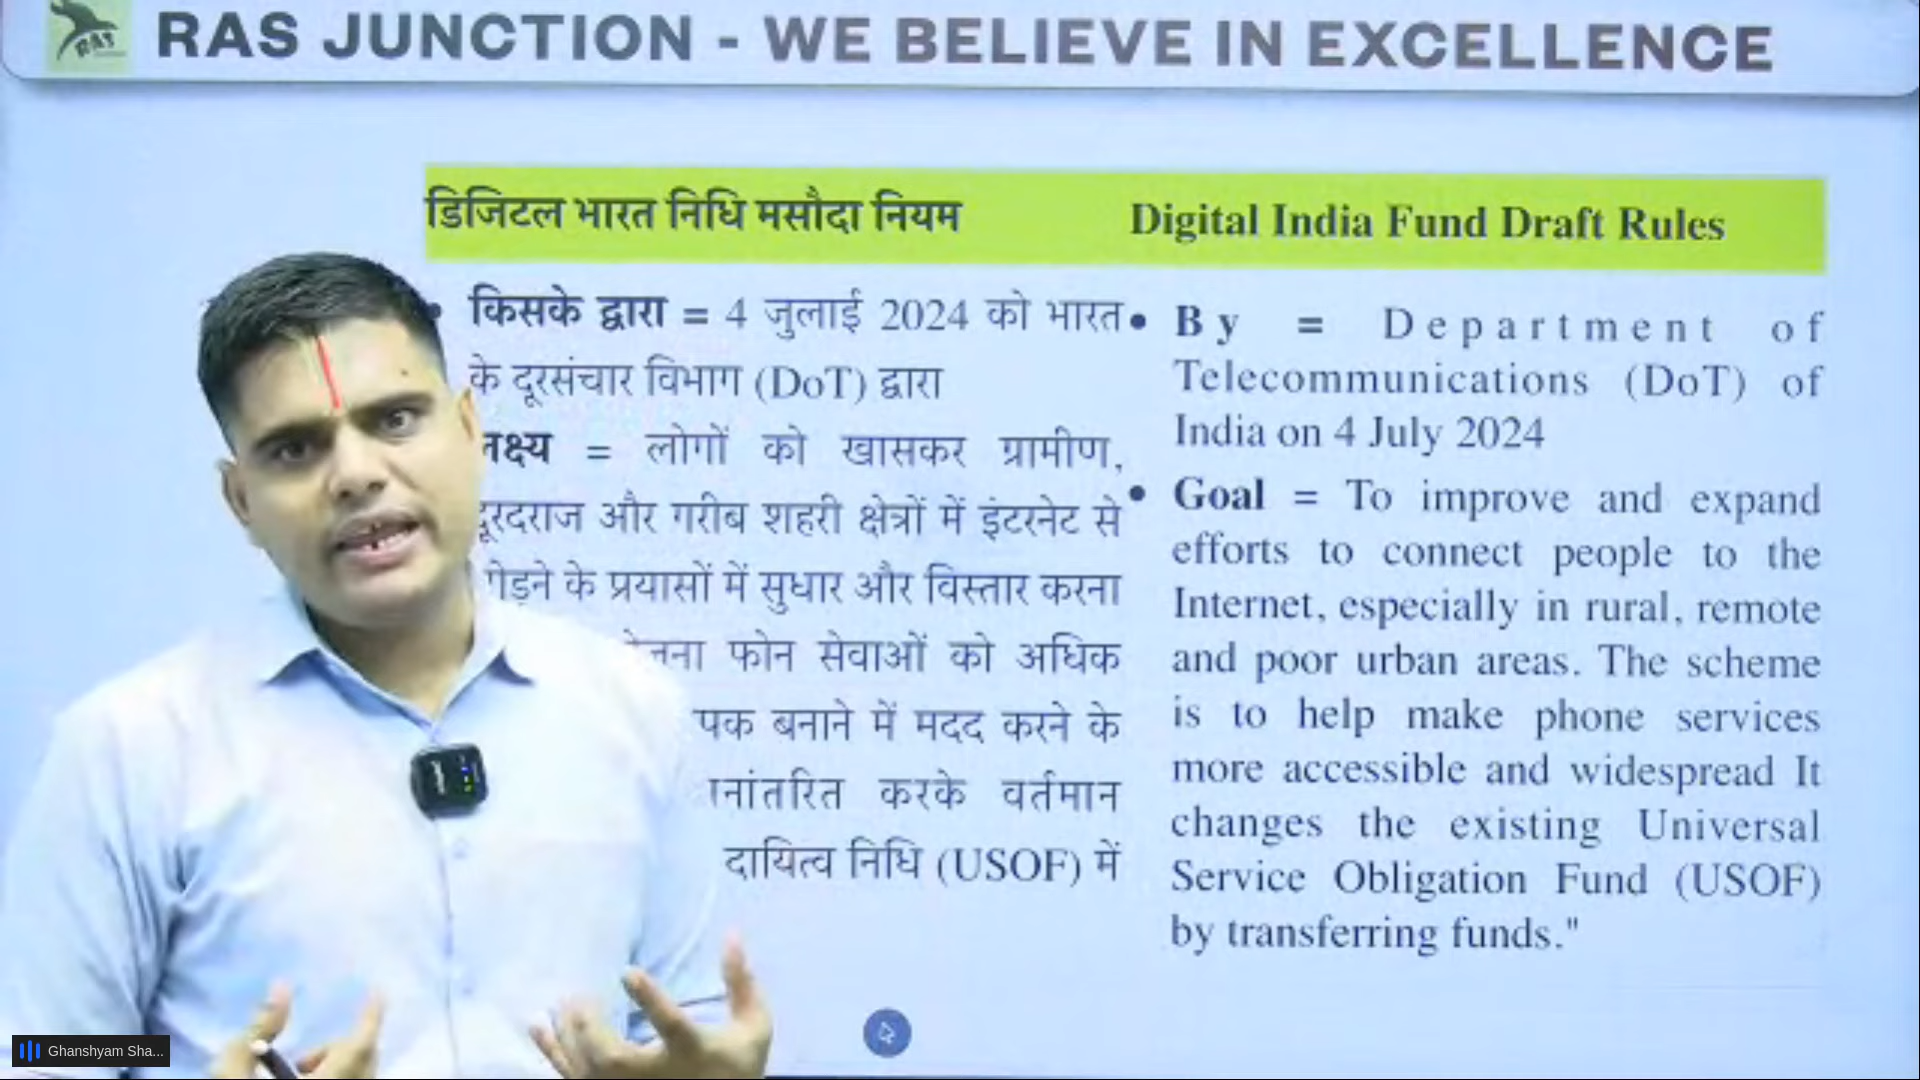 RAS
RAS JUNCTION - WE BELIEVE IN EXCELLENCE
डिजिटल भारत निधि मसौदा नियम
Digital India Fund Draft Rules
किसके द्वारा = 4 जुलाई 2024 को भारत
के दूरसंचार विभाग (DoT) द्वारा
= लोगों को खासकर ग्रामीण,
और गरीब शहरी क्षेत्रों में इंटरनेट से
के प्रयासों में सुधार और विस्तार करना
फोन सेवाओं को अधिक
बनाने में मदद करने के
करके वर्तमान
दायित्व निधि (USOF) में
• By = Department of
Telecommunications (DoT) of
India on 4 July 2024
• Goal = To improve and expand
efforts to connect people to the
Internet, especially in rural, remote
and poor urban areas. The scheme
is to help make phone services
more accessible and widespread It
changes the existing Universal
Service Obligation Fund (USOF)
by transferring funds."
Ghanshyam Sha...